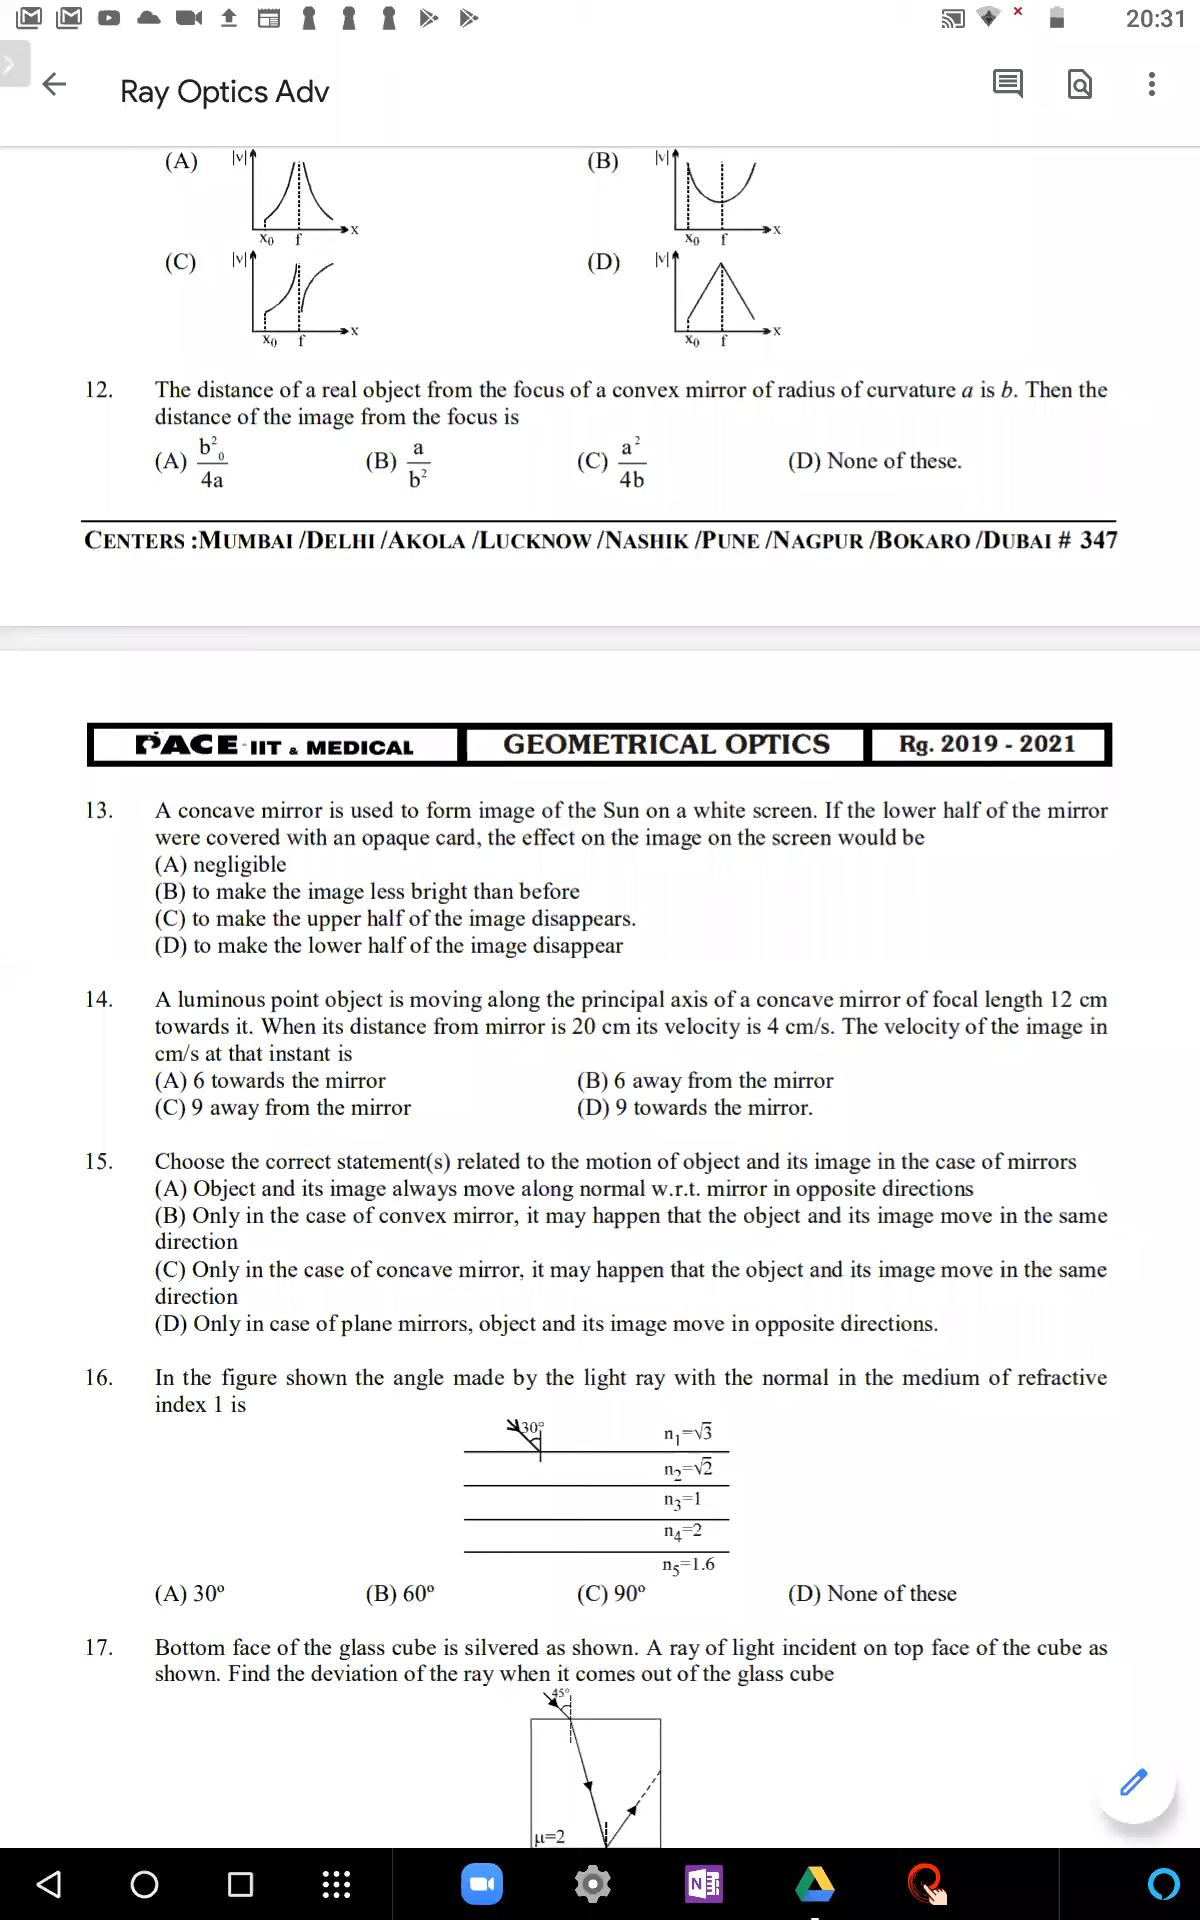 20:31
Ray Optics Adv
(A) |v| x₀ f x
(B) |v| x₀ f x
(C) |v| x₀ f x
(D) |v| x₀ f x
12. The distance of a real object from the focus of a convex mirror of radius of curvature a is b. Then the
distance of the image from the focus is
(A) b²₀/4a (B) a/b² (C) a²/4b (D) None of these.
CENTERS :MUMBAI /DELHI /AKOLA /LUCKNOW /NASHIK /PUNE /NAGPUR /BOKARO /DUBAI # 347
PACE-IIT & MEDICAL GEOMETRICAL OPTICS Rg. 2019 - 2021
13. A concave mirror is used to form image of the Sun on a white screen. If the lower half of the mirror
were covered with an opaque card, the effect on the image on the screen would be
(A) negligible
(B) to make the image less bright than before
(C) to make the upper half of the image disappears.
(D) to make the lower half of the image disappear
14. A luminous point object is moving along the principal axis of a concave mirror of focal length 12 cm
towards it. When its distance from mirror is 20 cm its velocity is 4 cm/s. The velocity of the image in
cm/s at that instant is
(A) 6 towards the mirror (B) 6 away from the mirror
(C) 9 away from the mirror (D) 9 towards the mirror.
15. Choose the correct statement(s) related to the motion of object and its image in the case of mirrors
(A) Object and its image always move along normal w.r.t. mirror in opposite directions
(B) Only in the case of convex mirror, it may happen that the object and its image move in the same
direction
(C) Only in the case of concave mirror, it may happen that the object and its image move in the same
direction
(D) Only in case of plane mirrors, object and its image move in opposite directions.
16. In the figure shown the angle made by the light ray with the normal in the medium of refractive
index 1 is
30° n₁=√3
n₂=√2
n₃=1
n₄=2
n₅=1.6
(A) 30º (B) 60º (C) 90º (D) None of these
17. Bottom face of the glass cube is silvered as shown. A ray of light incident on top face of the cube as
shown. Find the deviation of the ray when it comes out of the glass cube
45°
μ=2
N